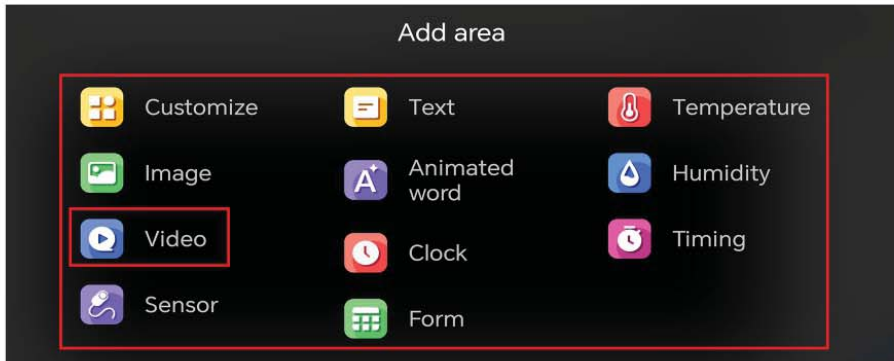 Add area
Customize
Image
Video
Sensor
Text
Animated
word
Clock
Form
Temperature
Humidity
Timing